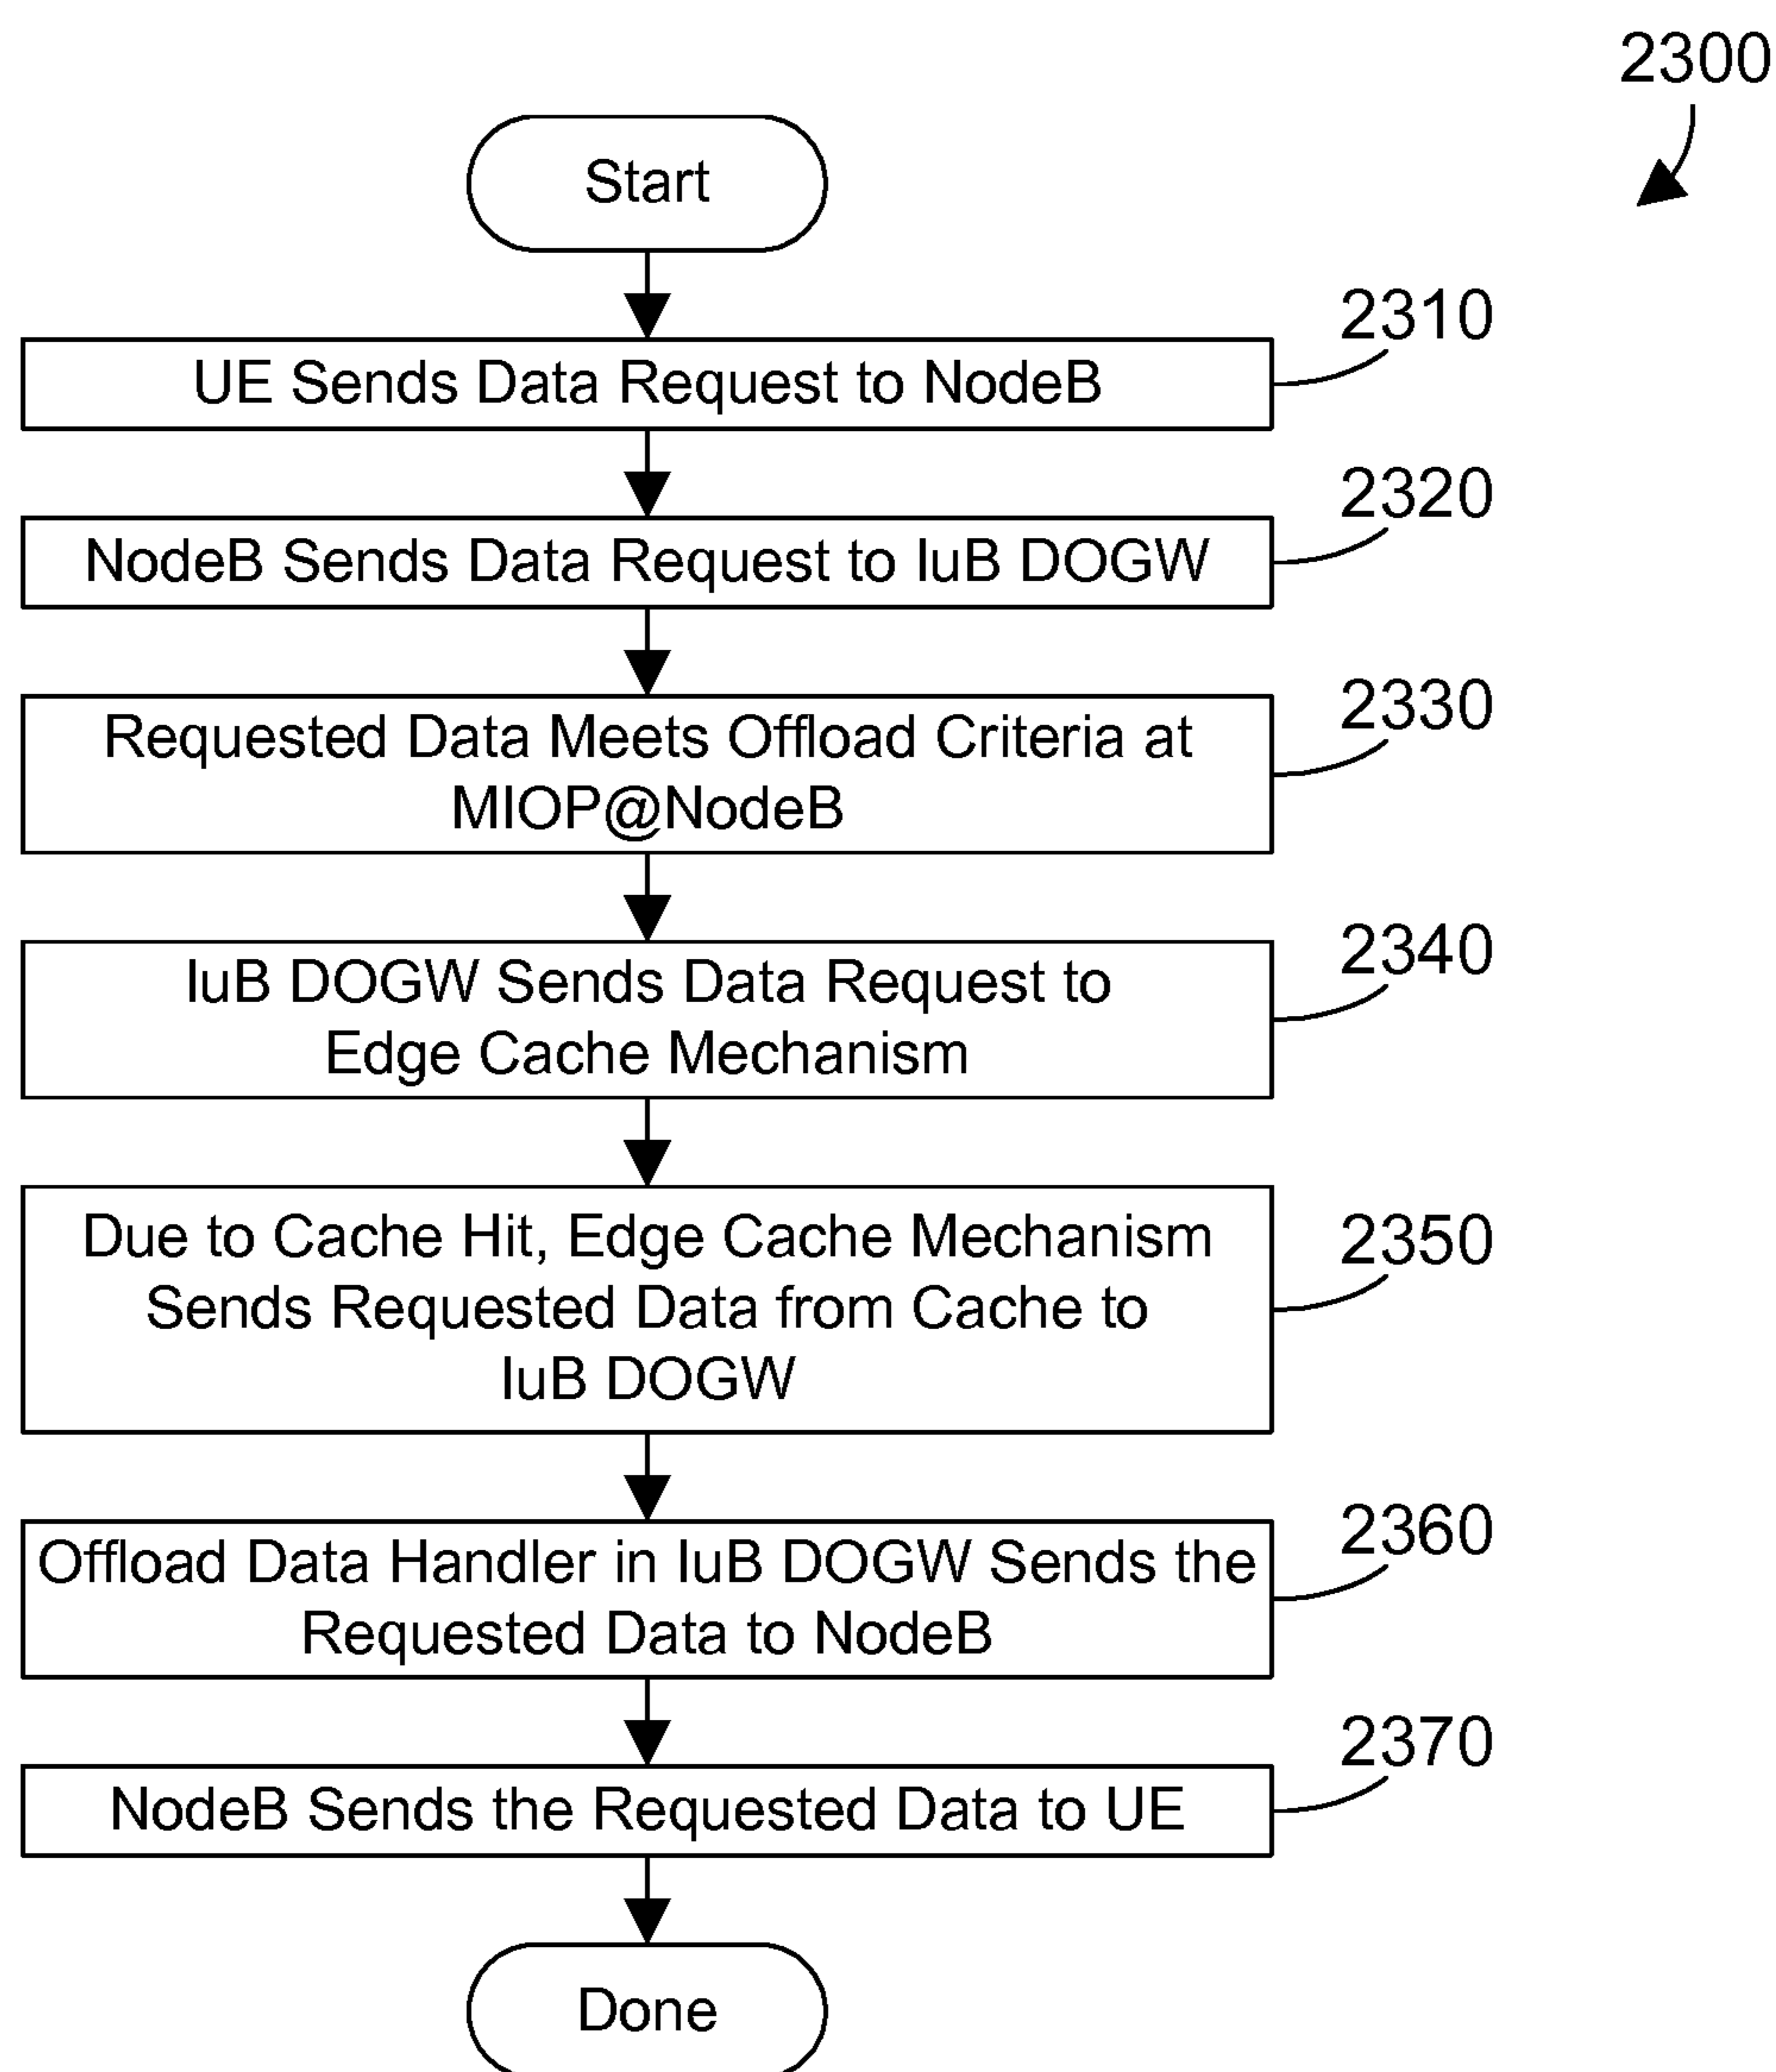 2300
Start
2310
UE Sends Data Request to NodeB
2320
NodeB Sends Data Request to IuB DOGW
2330
Requested Data Meets Offload Criteria at
MIOP@NodeB
2340
IuB DOGW Sends Data Request to
Edge Cache Mechanism
2350
Due to Cache Hit, Edge Cache Mechanism
Sends Requested Data from Cache to
IuB DOGW
2360
Offload Data Handler in IuB DOGW Sends the
Requested Data to NodeB
2370
NodeB Sends the Requested Data to UE
Done